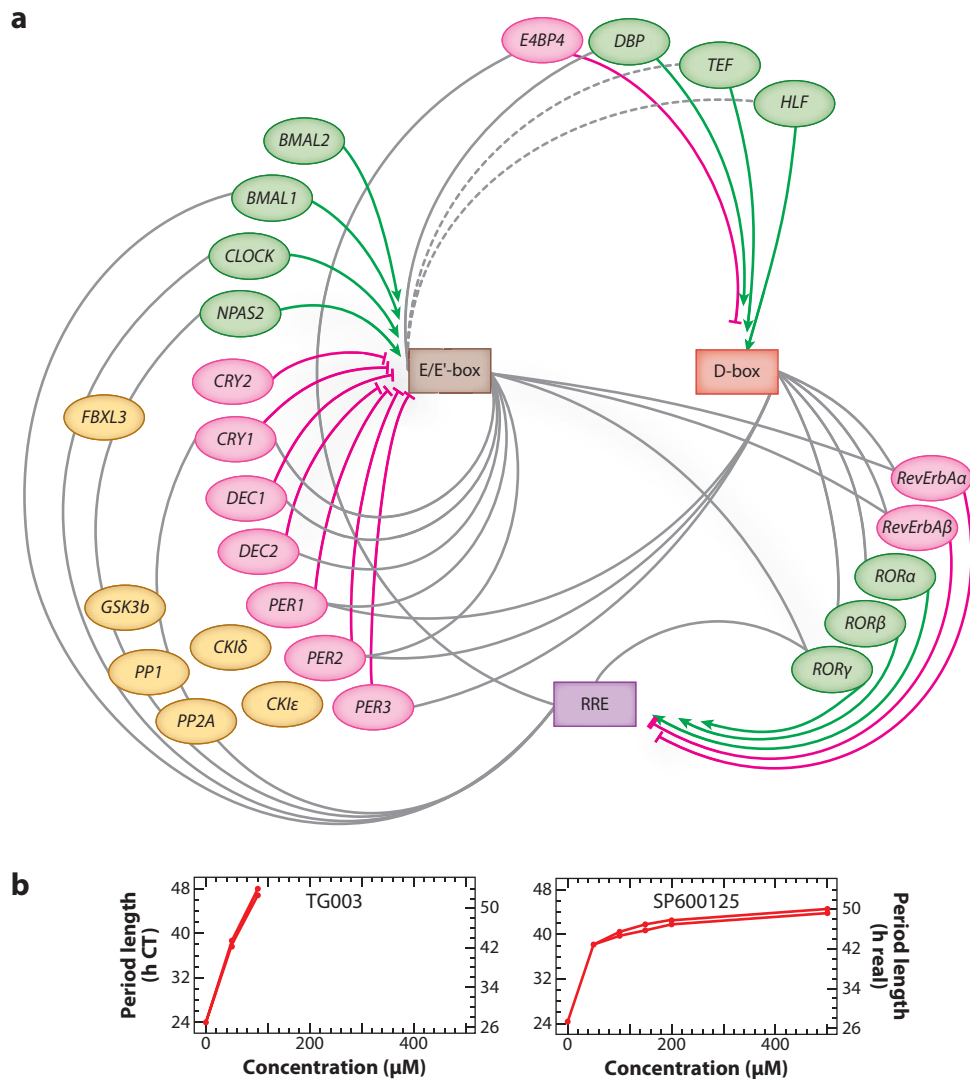 a
E4BP4
DBP
TEF
HLF
BMAL2
BMAL1
CLOCK
NPAS2
E/E'-box
D-box
CRY2
FBXL3
CRY1
RevErbAα
DEC1
RevErbAβ
DEC2
RORα
GSK3b
PER1
RORβ
CKIδ
PER2
RORγ
PP1
CKIε
PER3
RRE
PP2A
b
TG003
SP600125
Period length
(h CT)
48
40
32
24
50
42
34
26
48
40
32
24
50
42
34
26
Period length
(h real)
0 200 400
0 200 400
Concentration (μM)
Concentration (μM)